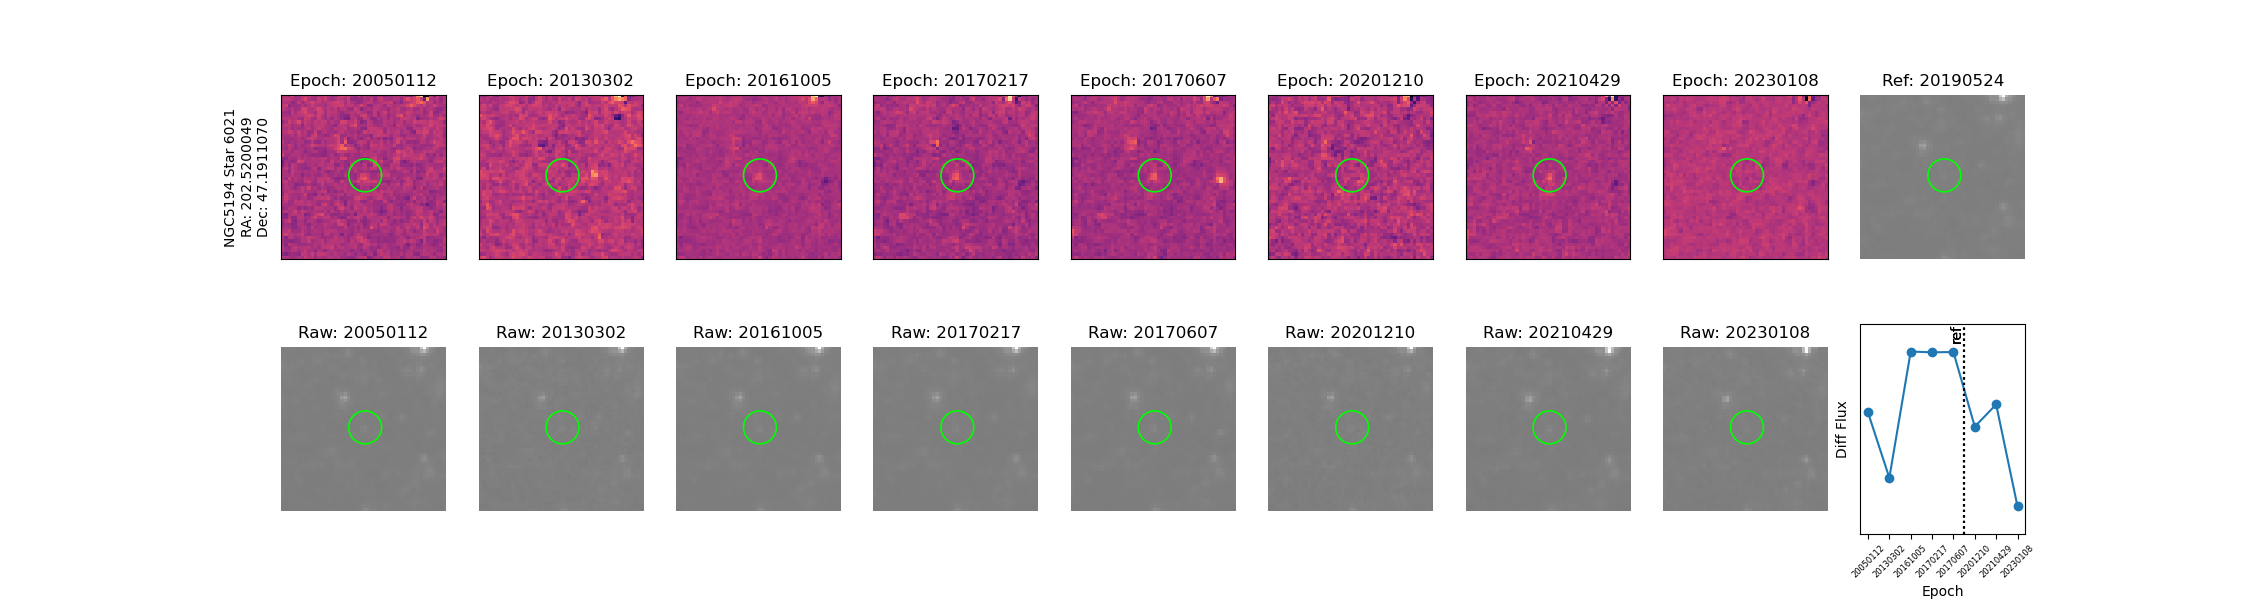 Epoch: 20050112
Epoch: 20130302
Epoch: 20161005
Epoch: 20170217
Epoch: 20170607
Epoch: 20201210
Epoch: 20210429
Epoch: 20230108
Ref: 20190524
NGC5194 Star 6021
RA: 202.5200049
Dec: 47.1911070
Raw: 20050112
Raw: 20130302
Raw: 20161005
Raw: 20170217
Raw: 20170607
Raw: 20201210
Raw: 20210429
Raw: 20230108
ref
Diff Flux
20050112
20130302
20161005
20170217
20170607
20201210
20210429
20230108
Epoch